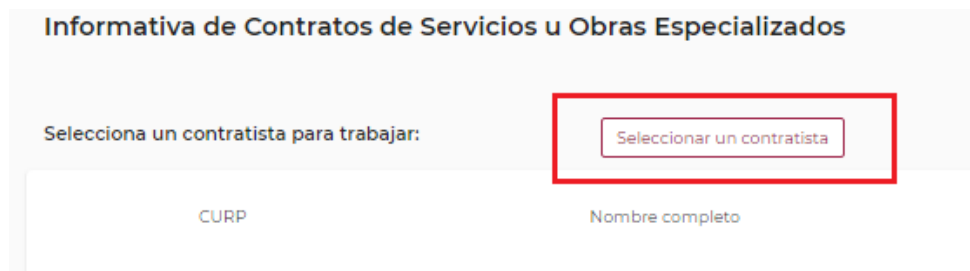 Informativa de Contratos de Servicios u Obras Especializados
Selecciona un contratista para trabajar: Seleccionar un contratista
CURP Nombre completo